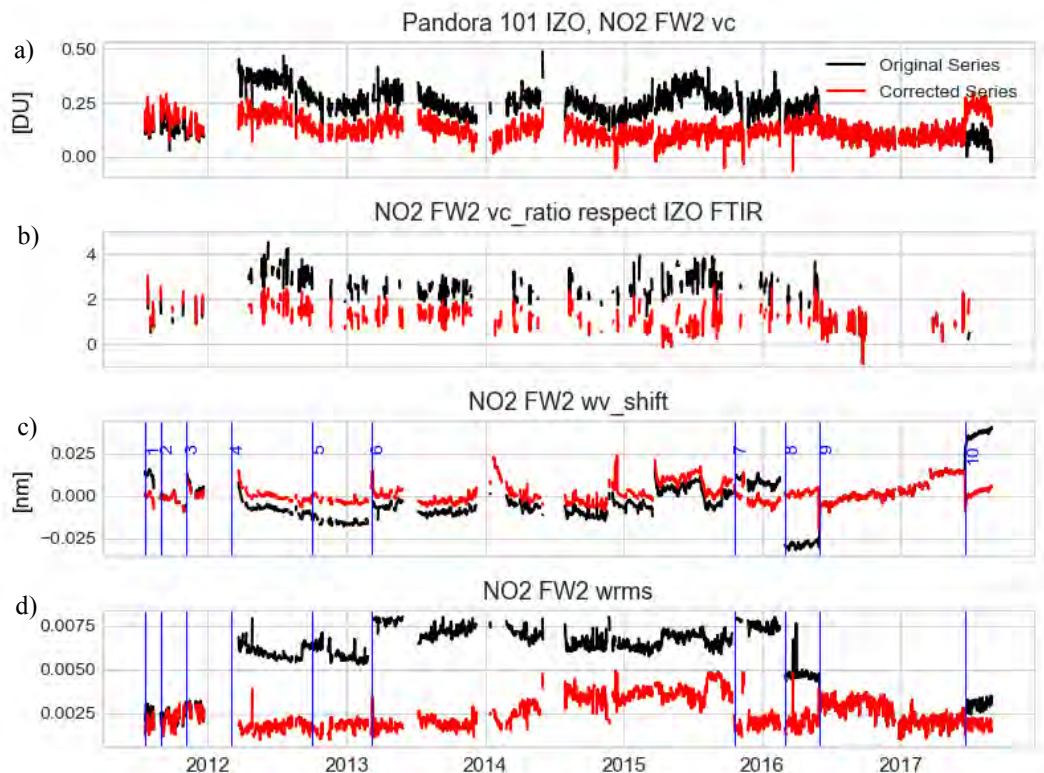 Pandora 101 IZO, NO2 FW2 vc
a)
0.50
0.25
0.00
[DU]
Original Series
Corrected Series
NO2 FW2 vc_ratio respect IZO FTIR
b)
4
2
0
NO2 FW2 wv_shift
c)
0.025
0.000
−0.025
[nm]
1 2 3 4 5 6 7 8 9 10
NO2 FW2 wrms
d)
0.0075
0.0050
0.0025
2012 2013 2014 2015 2016 2017